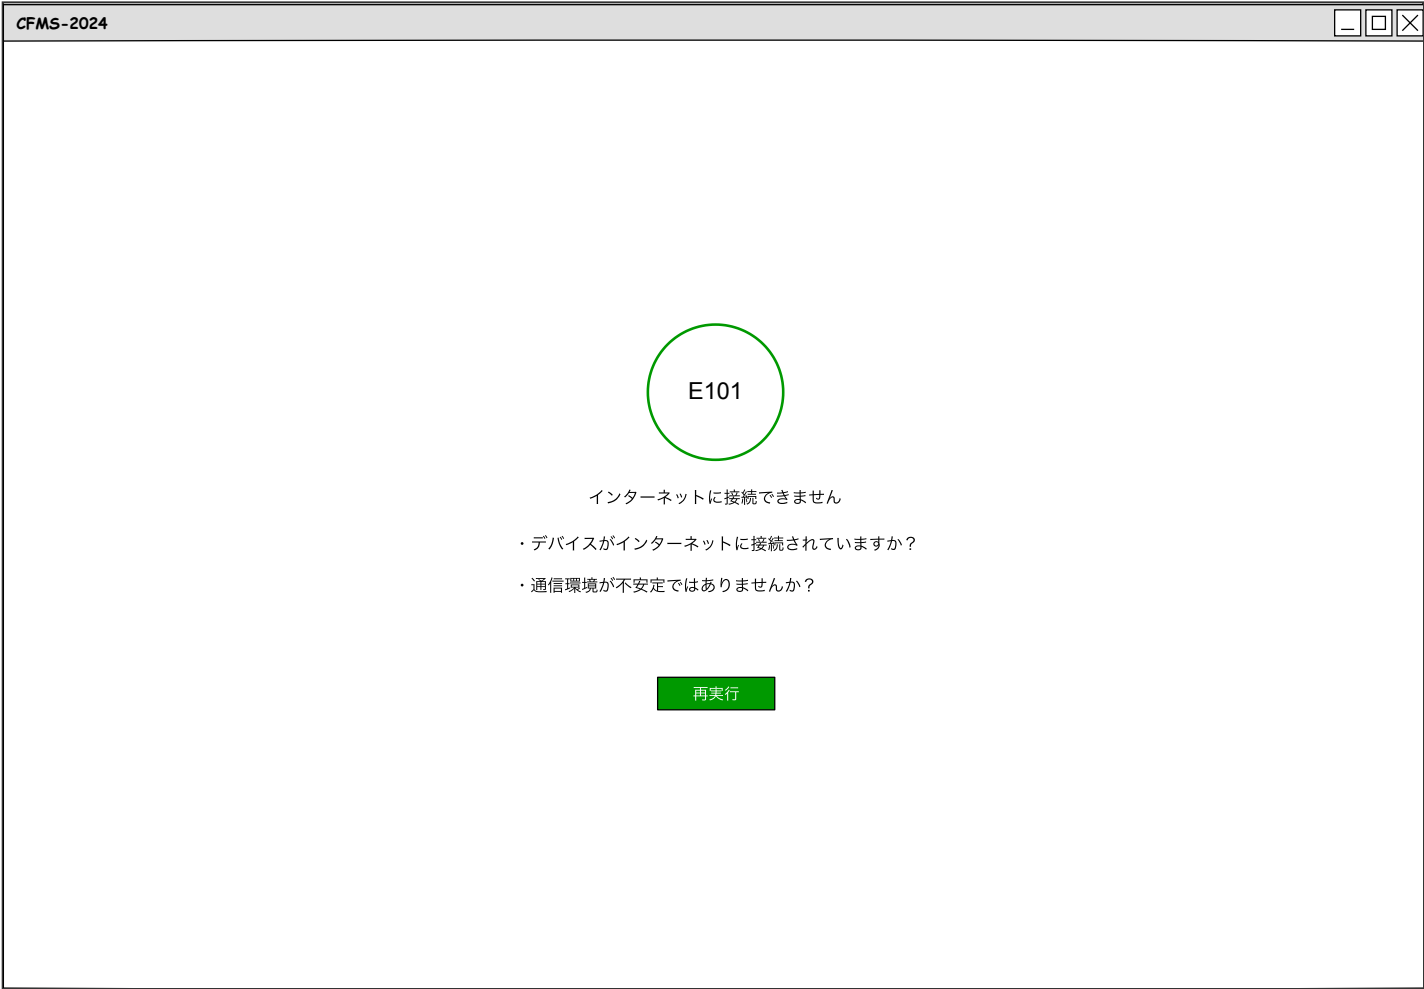 CFMS-2024
E101
インターネットに接続できません
・デバイスがインターネットに接続されていますか？
・通信環境が不安定ではありませんか？
再実行